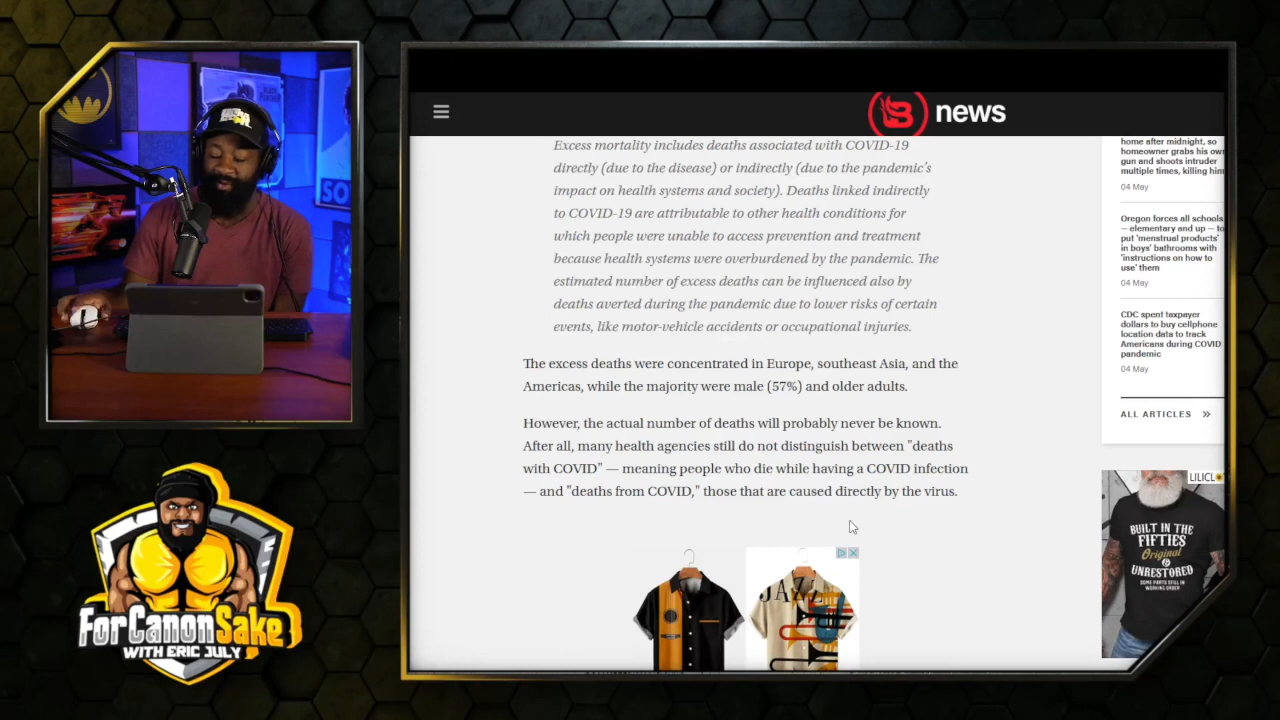 news
Excess mortality includes deaths associated with COVID-19
directly (due to the disease) or indirectly (due to the pandemic's
impact on health systems and society). Deaths linked indirectly
to COVID-19 are attributable to other health conditions for
which people were unable to access prevention and treatment
because health systems were overburdened by the pandemic. The
estimated number of excess deaths can be influenced also by
deaths averted during the pandemic due to lower risks of certain
events, like motor-vehicle accidents or occupational injuries.
The excess deaths were concentrated in Europe, southeast Asia, and the
Americas, while the majority were male (57%) and older adults.
However, the actual number of deaths will probably never be known.
After all, many health agencies still do not distinguish between "deaths
with COVID" — meaning people who die while having a COVID infection
— and "deaths from COVID," those that are caused directly by the virus.
home after midnight, so
homeowner grabs his own
gun and shoots intruder
multiple times, killing him
04 May
Oregon forces all schools
— elementary and up — to
put 'menstrual products'
in boys' bathrooms with
'instructions on how to
use' them
04 May
CDC spent taxpayer
dollars to buy cellphone
location data to track
Americans during COVID
pandemic
04 May
ALL ARTICLES
LILICL
BUILT IN THE
FIFTIES
Original
&
UNRESTORED
SOME PARTS STILL IN
WORKING ORDER
JAZZ
SO
ForCanonSake
WITH ERIC JULY